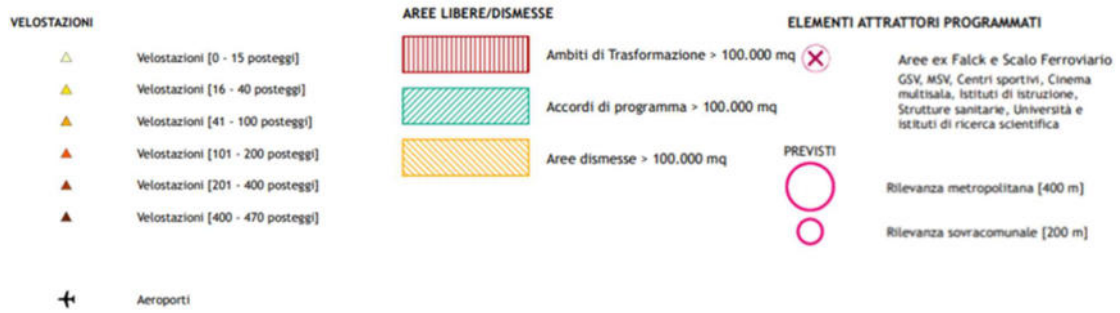 VELOSTAZIONI
Velostazioni [0 - 15 posteggi]
Velostazioni [16 - 40 posteggi]
Velostazioni [41 - 100 posteggi]
Velostazioni [101 - 200 posteggi]
Velostazioni [201 - 400 posteggi]
Velostazioni [400 - 470 posteggi]
Aeroporti
AREE LIBERE/DISMESSE
Ambiti di Trasformazione > 100.000 mq
Accordi di programma > 100.000 mq
Aree dismesse > 100.000 mq
ELEMENTI ATTRATTORI PROGRAMMATI
Aree ex Falck e Scalo Ferroviario
GSV, MSV, Centri sportivi, Cinema
multisala, Istituti di istruzione,
Strutture sanitarie, Università e
istituti di ricerca scientifica
PREVISTI
Rilevanza metropolitana [400 m]
Rilevanza sovracomunale [200 m]